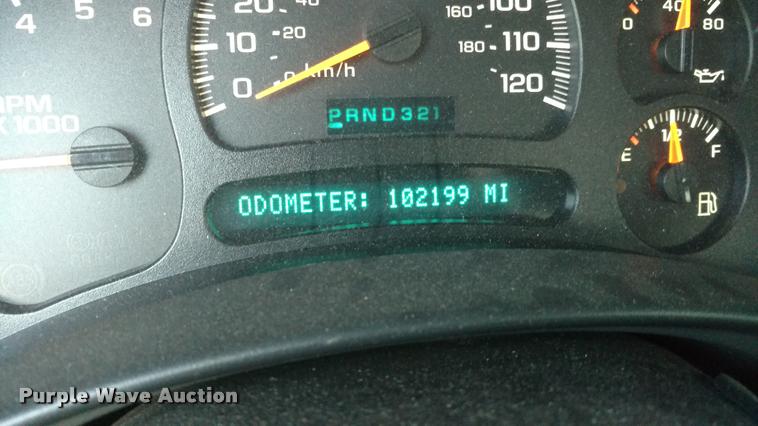 4 5 6
RPM
X 1000
20 40
10 20
0 0 km/h
160 100
180 110
120
PRND321
ODOMETER: 102199 MI
0 40 80
E 1/2 F
Purple Wave Auction